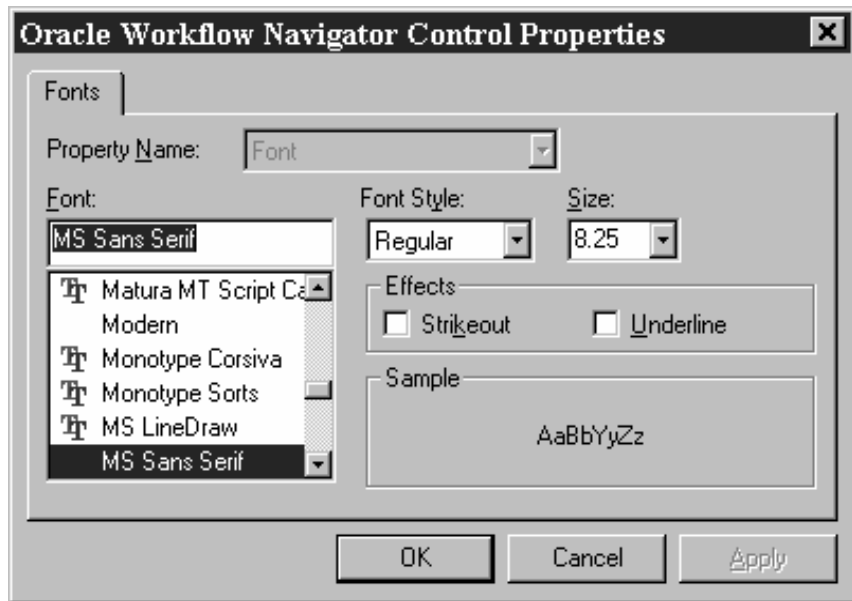 Oracle Workflow Navigator Control Properties
Fonts
Property Name: Font
Font: Font Style: Size:
MS Sans Serif Regular 8.25
Matura MT Script Ca
Modern
Monotype Corsiva
Monotype Sorts
MS LineDraw
MS Sans Serif
Effects
Strikeout Underline
Sample
AaBbYyZz
OK Cancel Apply